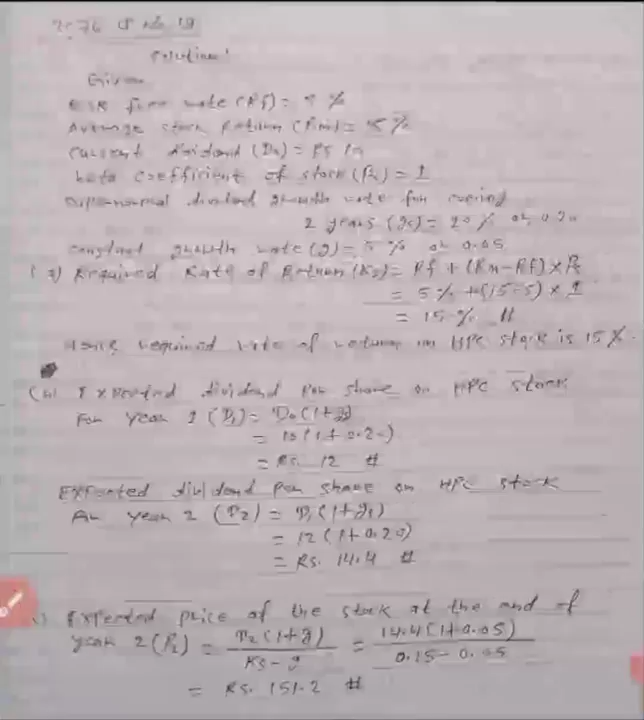 2076 Q No. 19
Solution:
Given
Risk free rate (Rf) = 5 %
Average stock Return (Rm) = 15 %
Current dividend (D0) = Rs 10
beta coefficient of stock (βs) = 1
Supernormal dividend growth rate for coming
2 years (gs) = 20 % or 0.20
constant growth rate (g) = 5 % or 0.05
Required Rate of Return (Ks) = Rf + (Rm-Rf) × βs
= 5% + (15-5) × 1
= 15 % #
Hence required rate of return on HPC stock is 15 %.
Expected dividend per share on HPC stock
For year 1 (D1) = D0 (1+g)
= 10 (1+0.20)
= Rs. 12 #
Expected dividend per share on HPC stock
year 2 (D2) = D1 (1+gs)
= 12 (1+0.20)
= Rs. 14.4 #
Expected price of the stock at the end of
year 2 (P2) = D2 (1+g) / Ks-g = 14.4 (1+0.05) / 0.15-0.05
= Rs. 151.2 #